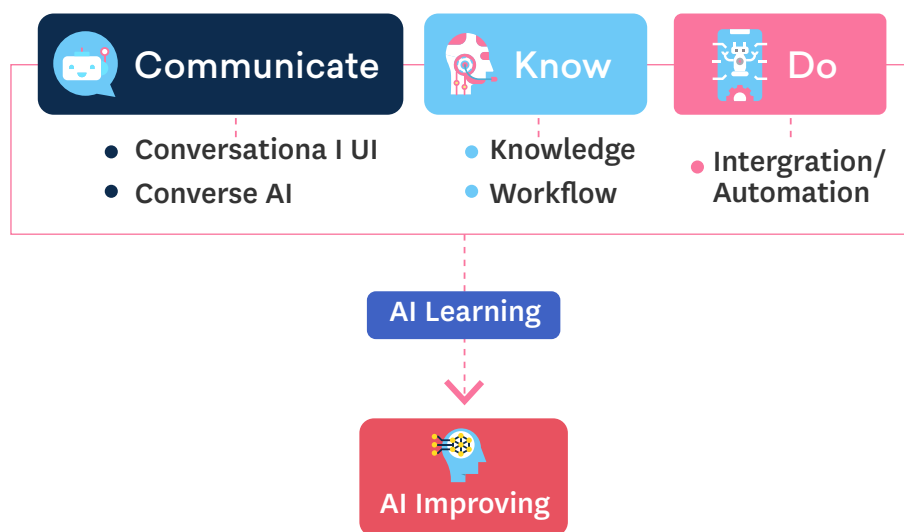 Communicate
Know
Do
Conversationa I UI
Converse AI
Knowledge
Workflow
Intergration/
Automation
AI Learning
AI Improving